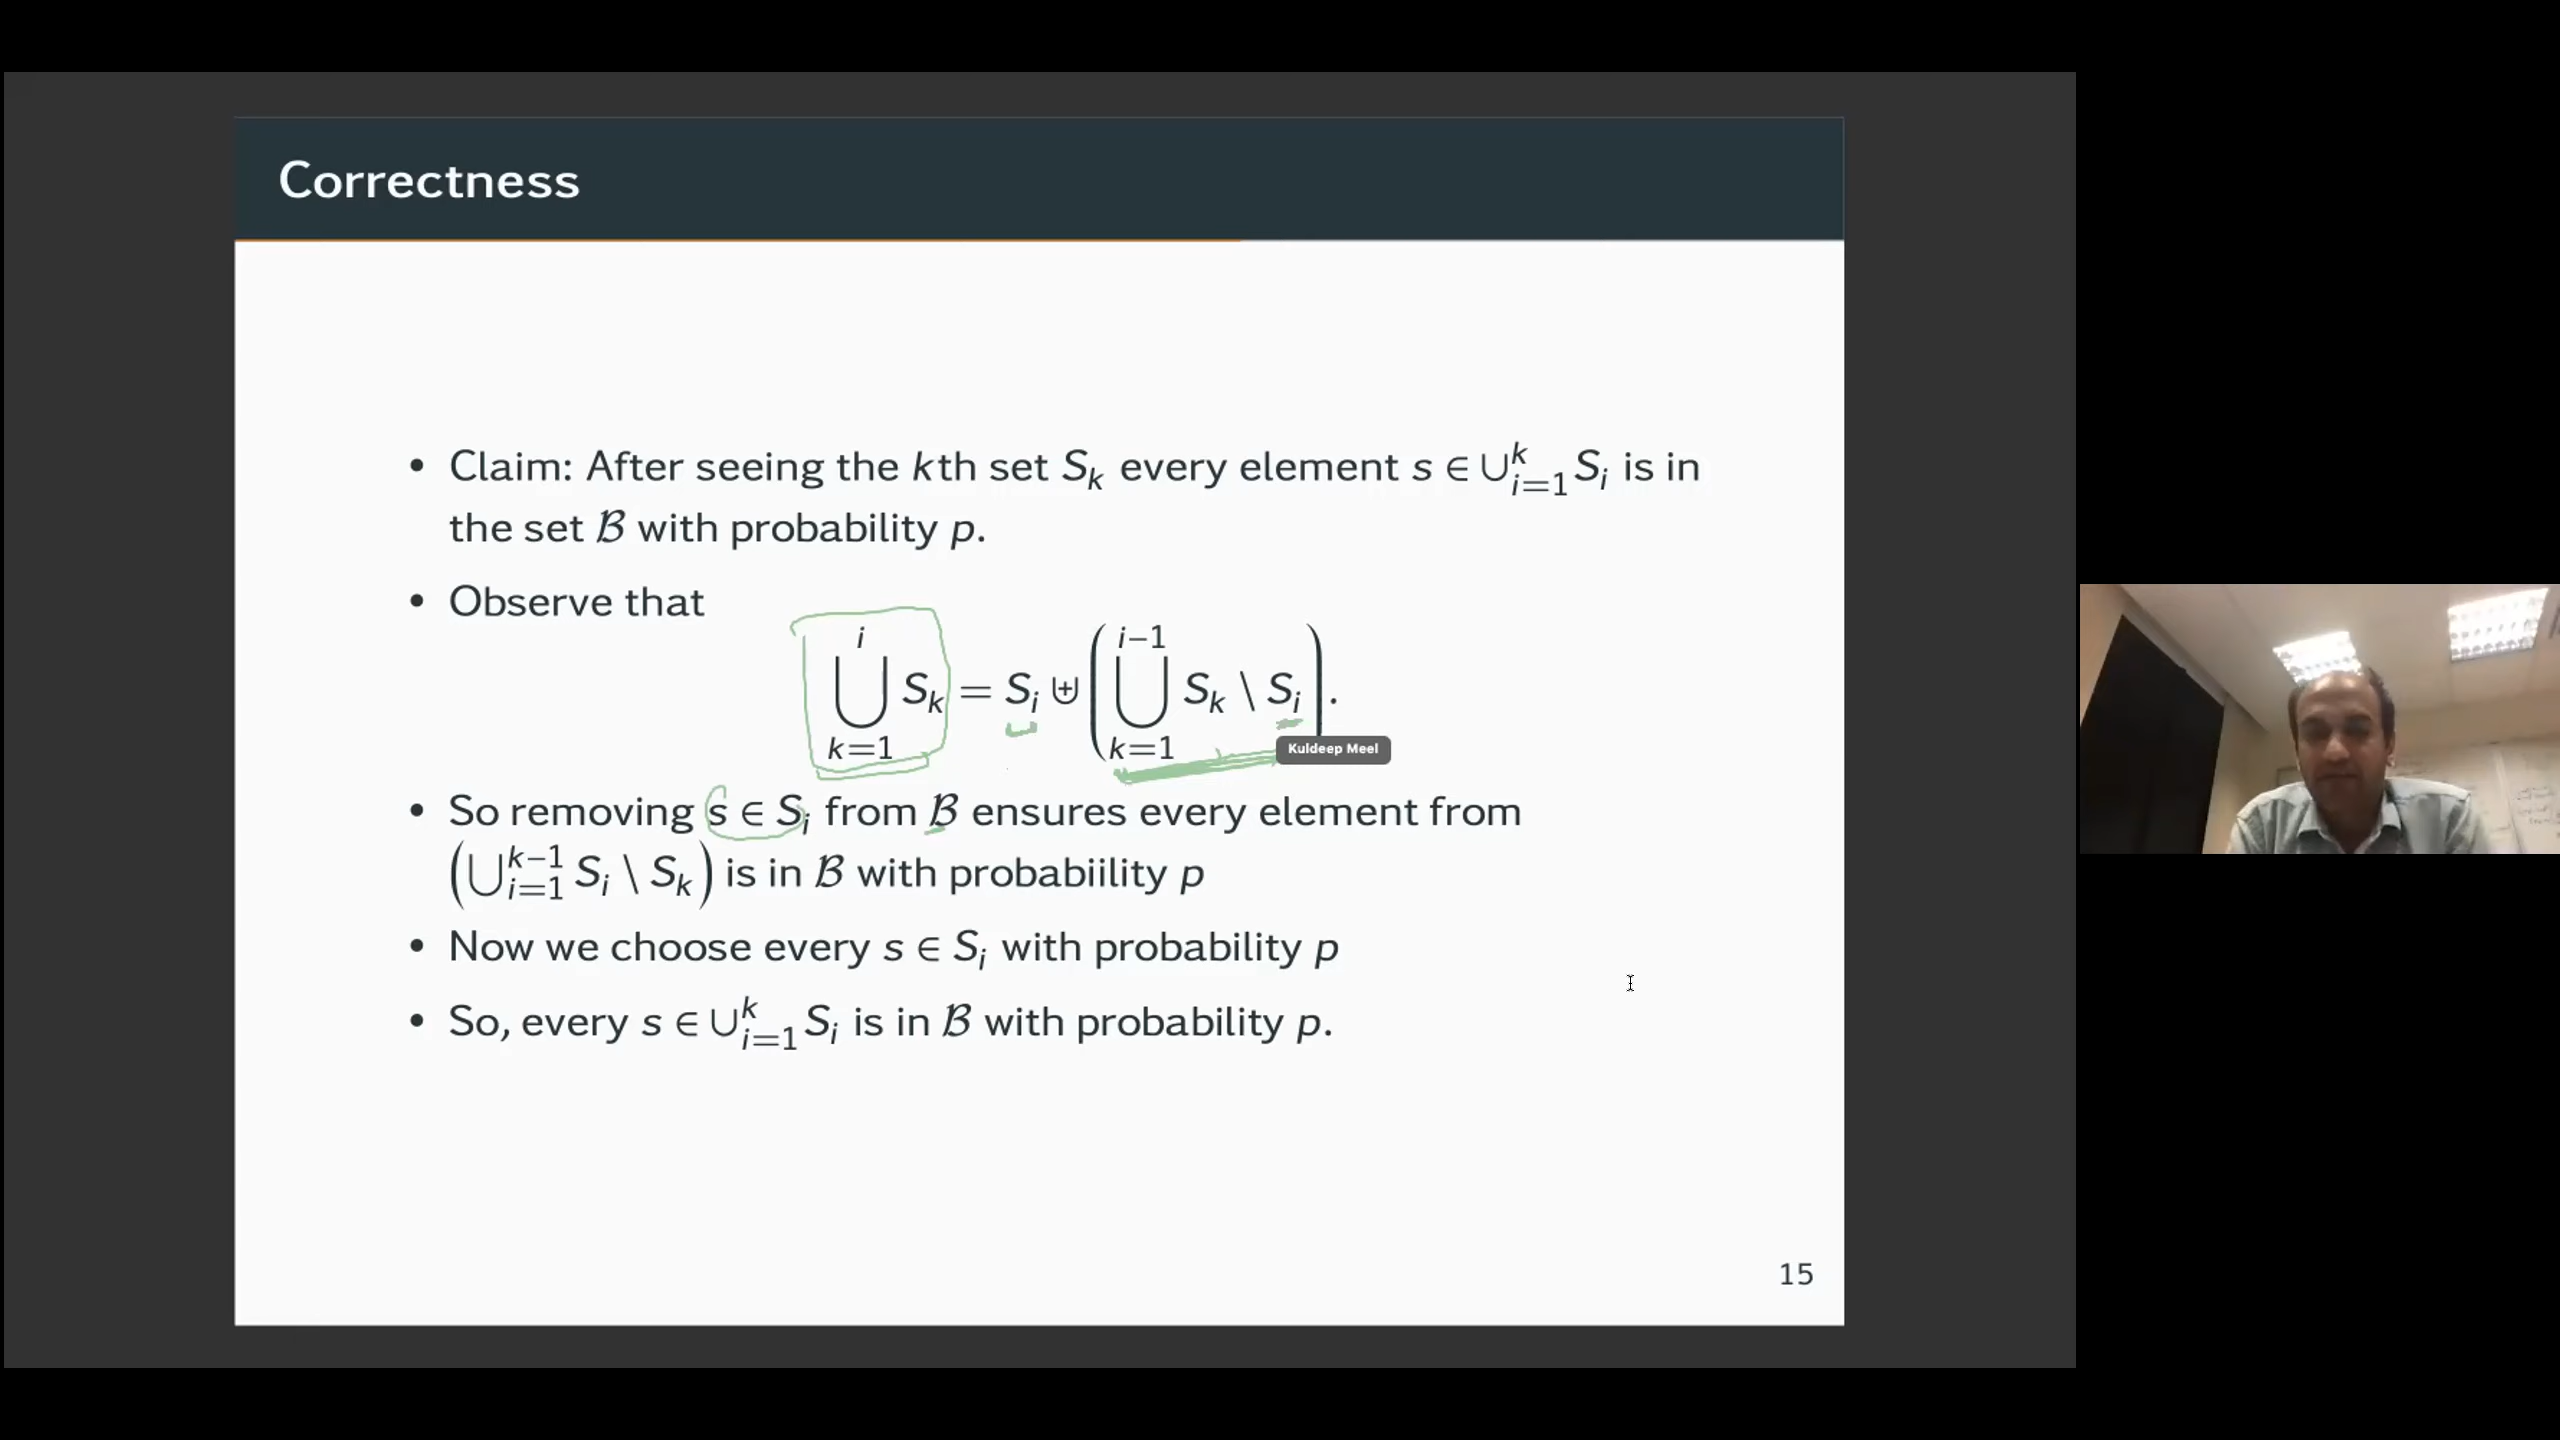 Correctness
• Claim: After seeing the kth set S_k every element s ∈ ∪_{i=1}^k S_i is in
the set ℬ with probability p.
• Observe that
⋃_{k=1}^{i} S_k = S_i ⊎ (⋃_{k=1}^{i−1} S_k \ S_i).
Kuldeep Meel
• So removing s ∈ S_i from ℬ ensures every element from
(⋃_{i=1}^{k−1} S_i \ S_k) is in ℬ with probabiility p
• Now we choose every s ∈ S_i with probability p
• So, every s ∈ ∪_{i=1}^k S_i is in ℬ with probability p.
15